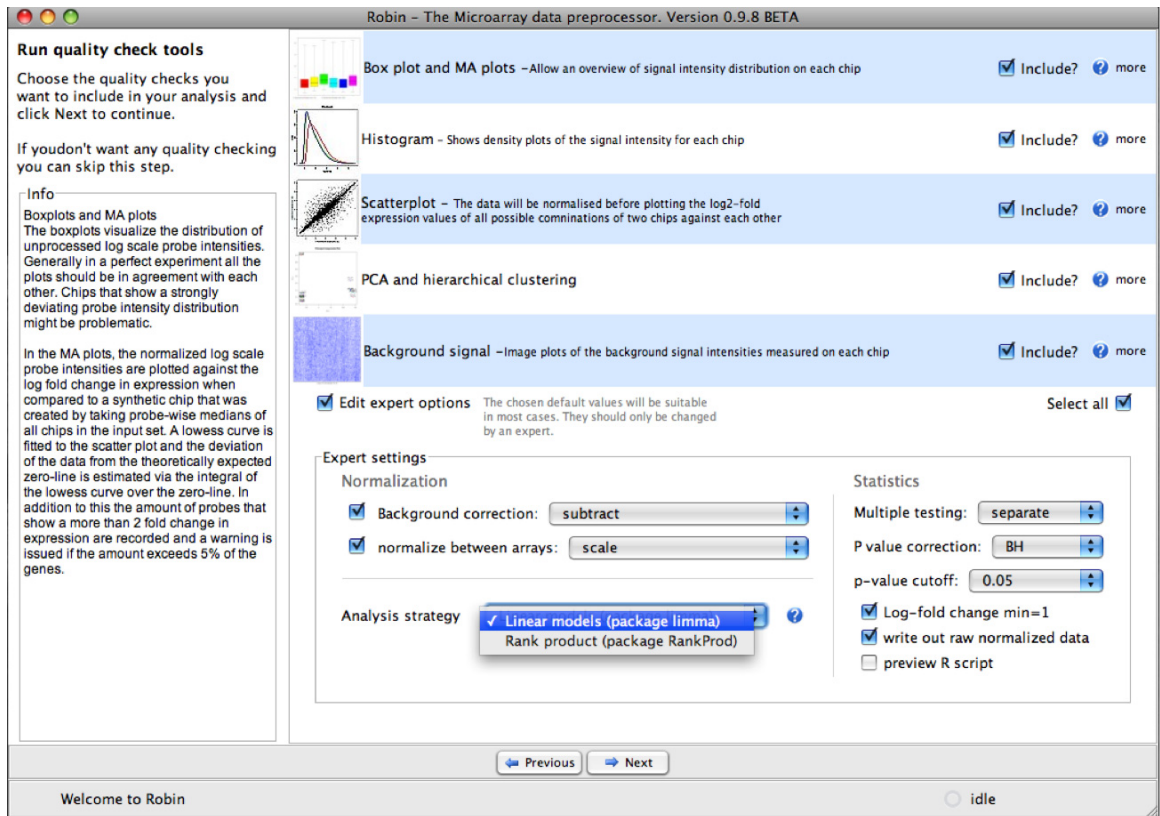 Robin – The Microarray data preprocessor. Version 0.9.8 BETA
Run quality check tools
Choose the quality checks you
want to include in your analysis and
click Next to continue.
If youdon't want any quality checking
you can skip this step.
Info
Boxplots and MA plots
The boxplots visualize the distribution of
unprocessed log scale probe intensities.
Generally in a perfect experiment all the
plots should be in agreement with each
other. Chips that show a strongly
deviating probe intensity distribution
might be problematic.
In the MA plots, the normalized log scale
probe intensities are plotted against the
log fold change in expression when
compared to a synthetic chip that was
created by taking probe-wise medians of
all chips in the input set. A lowess curve is
fitted to the scatter plot and the deviation
of the data from the theoretically expected
zero-line is estimated via the integral of
the lowess curve over the zero-line. In
addition to this the amount of probes that
show a more than 2 fold change in
expression are recorded and a warning is
issued if the amount exceeds 5% of the
genes.
Box plot and MA plots –Allow an overview of signal intensity distribution on each chip
Include? ? more
Histogram – Shows density plots of the signal intensity for each chip
Include? ? more
Scatterplot – The data will be normalised before plotting the log2-fold
expression values of all possible comninations of two chips against each other
Include? ? more
PCA and hierarchical clustering
Include? ? more
Background signal –Image plots of the background signal intensities measured on each chip
Include? ? more
Edit expert options
The chosen default values will be suitable
in most cases. They should only be changed
by an expert.
Select all
Expert settings
Normalization
Background correction: subtract
normalize between arrays: scale
Analysis strategy
✓ Linear models (package limma)
Rank product (package RankProd)
?
Statistics
Multiple testing: separate
P value correction: BH
p-value cutoff: 0.05
Log-fold change min=1
write out raw normalized data
preview R script
Previous
Next
Welcome to Robin
idle